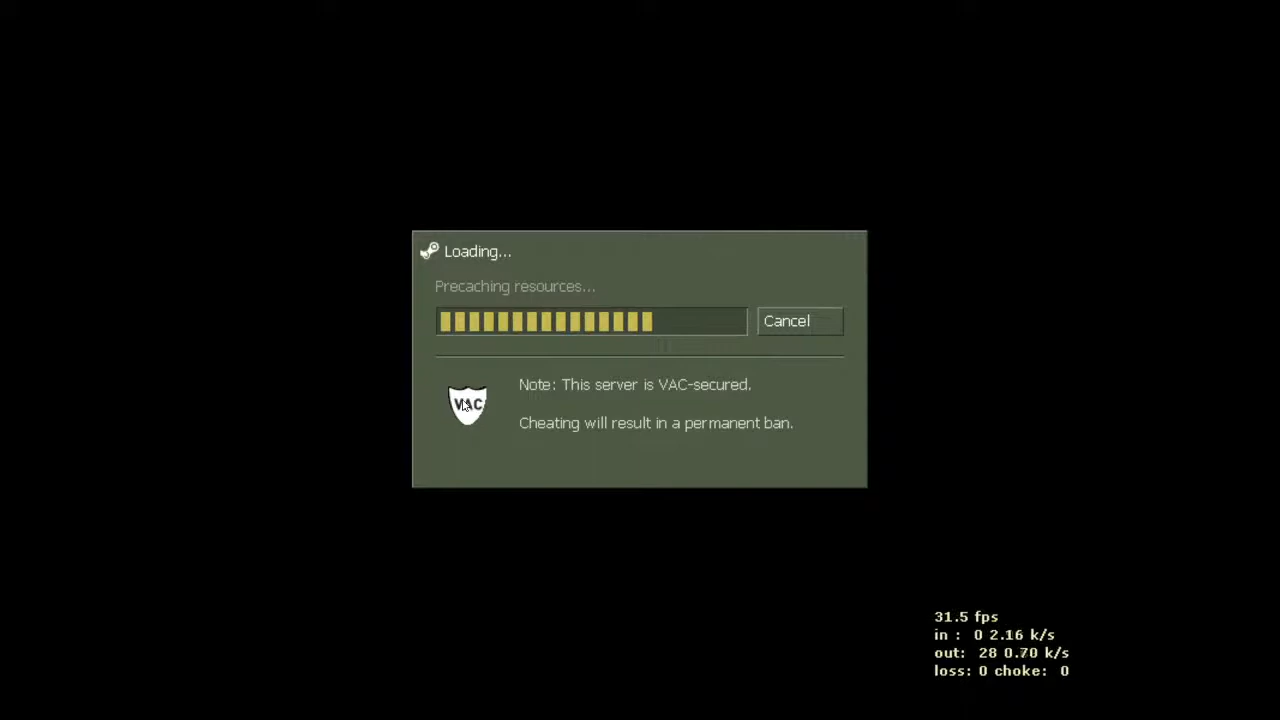 Loading...
Precaching resources...
Cancel
VAC
Note: This server is VAC-secured.
Cheating will result in a permanent ban.
31.5 fps
in :  0 2.16 k/s
out:  28 0.70 k/s
loss: 0 choke:  0